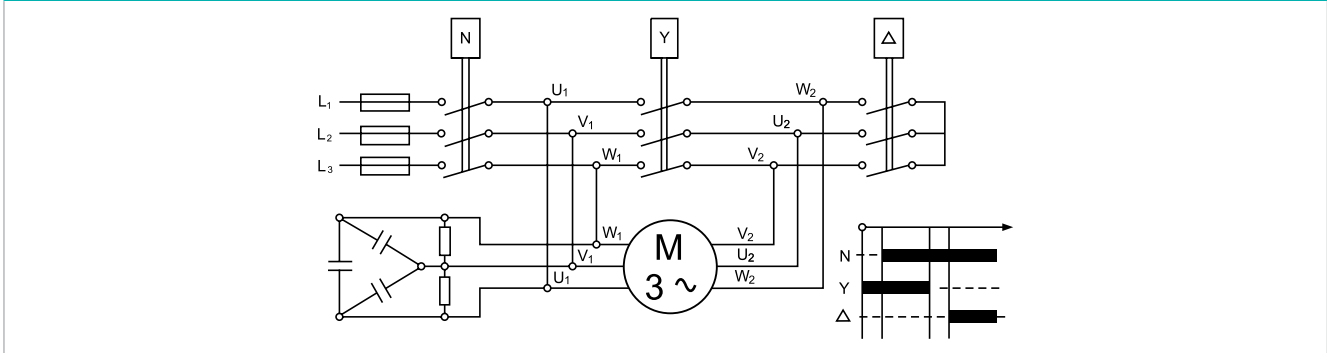 N Y △
U₁ W₂
L₁
V₁ U₂
L₂
W₁ V₂
L₃
W₁ M V₂
V₁ U₂
U₁ 3 ∿ W₂
N
Y
△